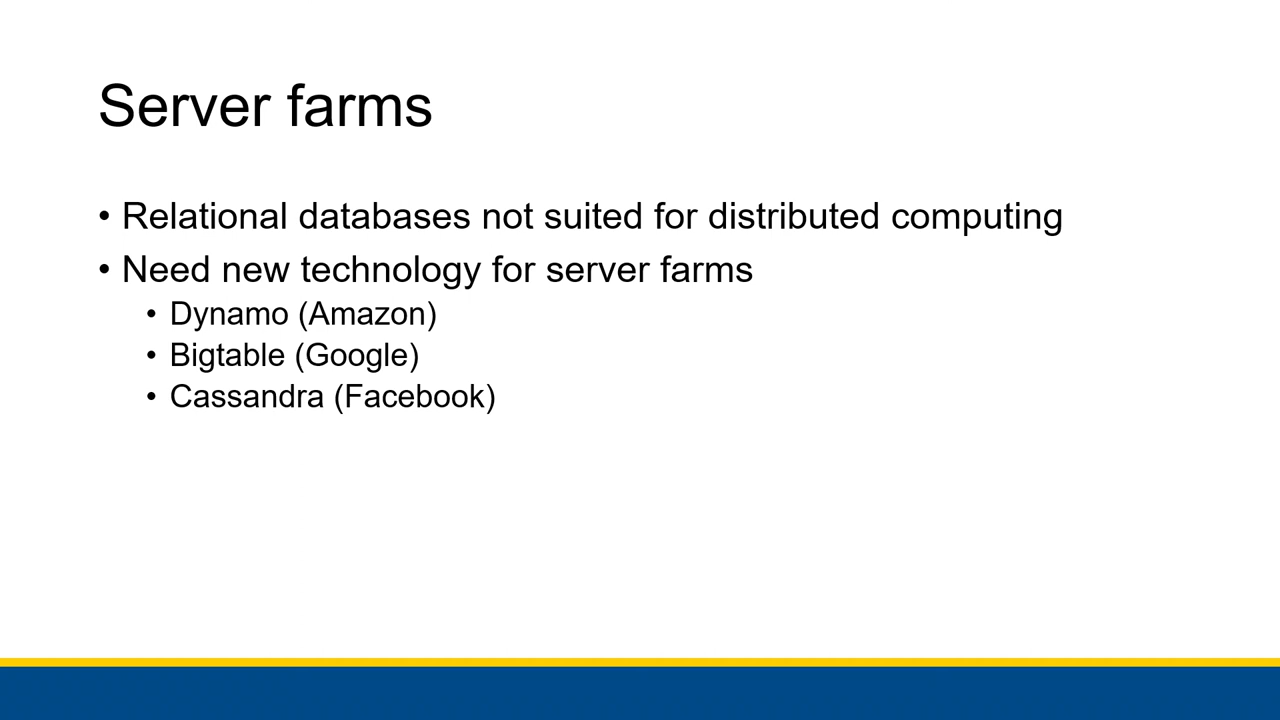 Server farms
• Relational databases not suited for distributed computing
• Need new technology for server farms
• Dynamo (Amazon)
• Bigtable (Google)
• Cassandra (Facebook)